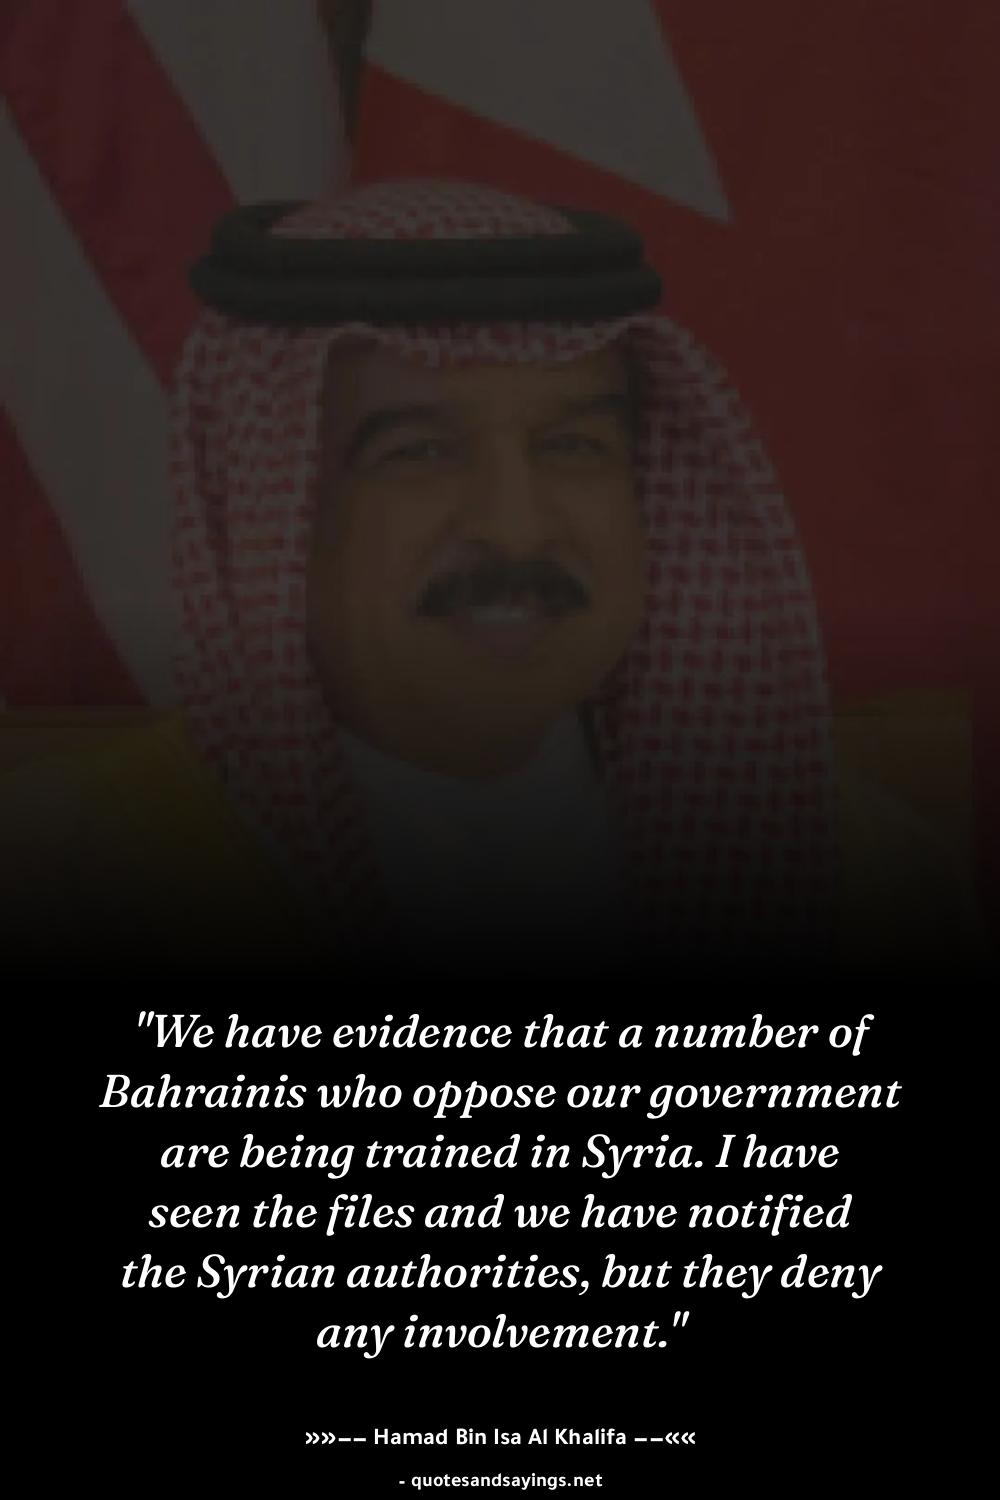 "We have evidence that a number of
Bahrainis who oppose our government
are being trained in Syria. I have
seen the files and we have notified
the Syrian authorities, but they deny
any involvement."
»»−− Hamad Bin Isa Al Khalifa −−««
- quotesandsayings.net